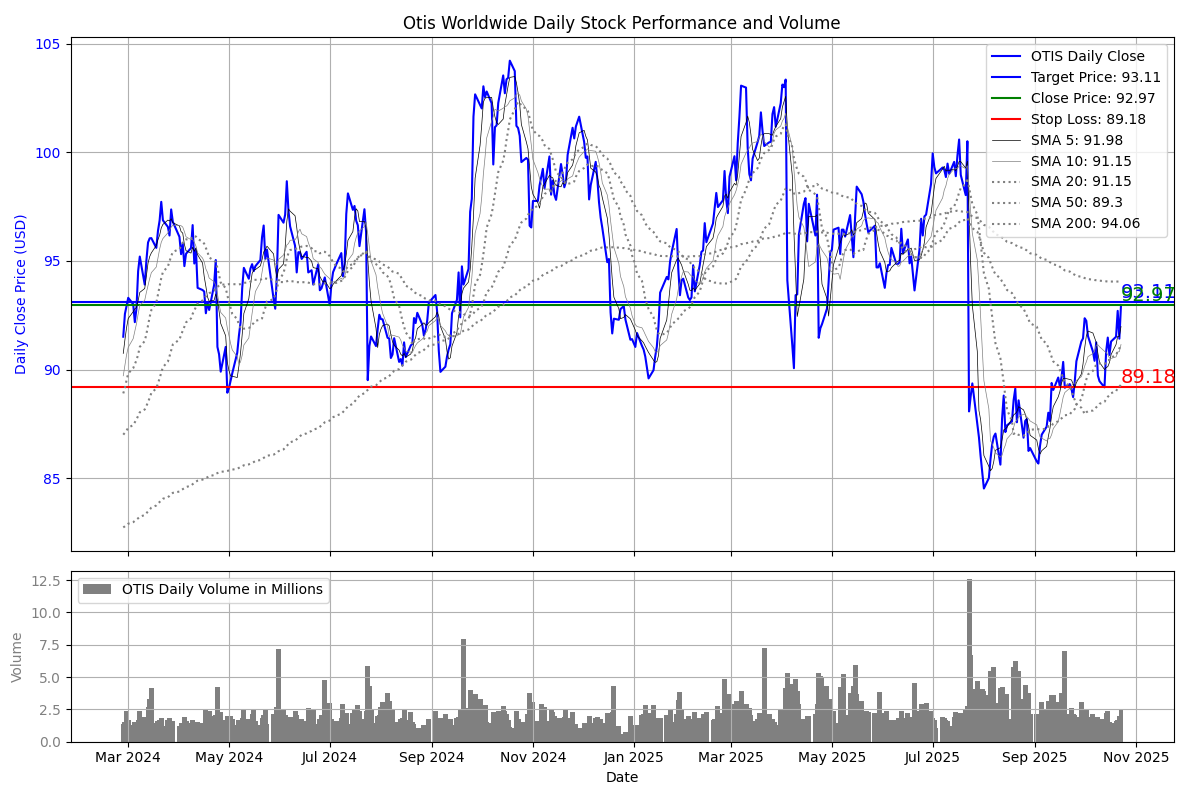 Otis Worldwide Daily Stock Performance and Volume
Daily Close Price (USD)
105
100
95
90
85
OTIS Daily Close
Target Price: 93.11
Close Price: 92.97
Stop Loss: 89.18
SMA 5: 91.98
SMA 10: 91.15
SMA 20: 91.15
SMA 50: 89.3
SMA 200: 94.06
93.11
92.97
89.18
Volume
12.5
10.0
7.5
5.0
2.5
0.0
OTIS Daily Volume in Millions
Mar 2024
May 2024
Jul 2024
Sep 2024
Nov 2024
Jan 2025
Mar 2025
May 2025
Jul 2025
Sep 2025
Nov 2025
Date